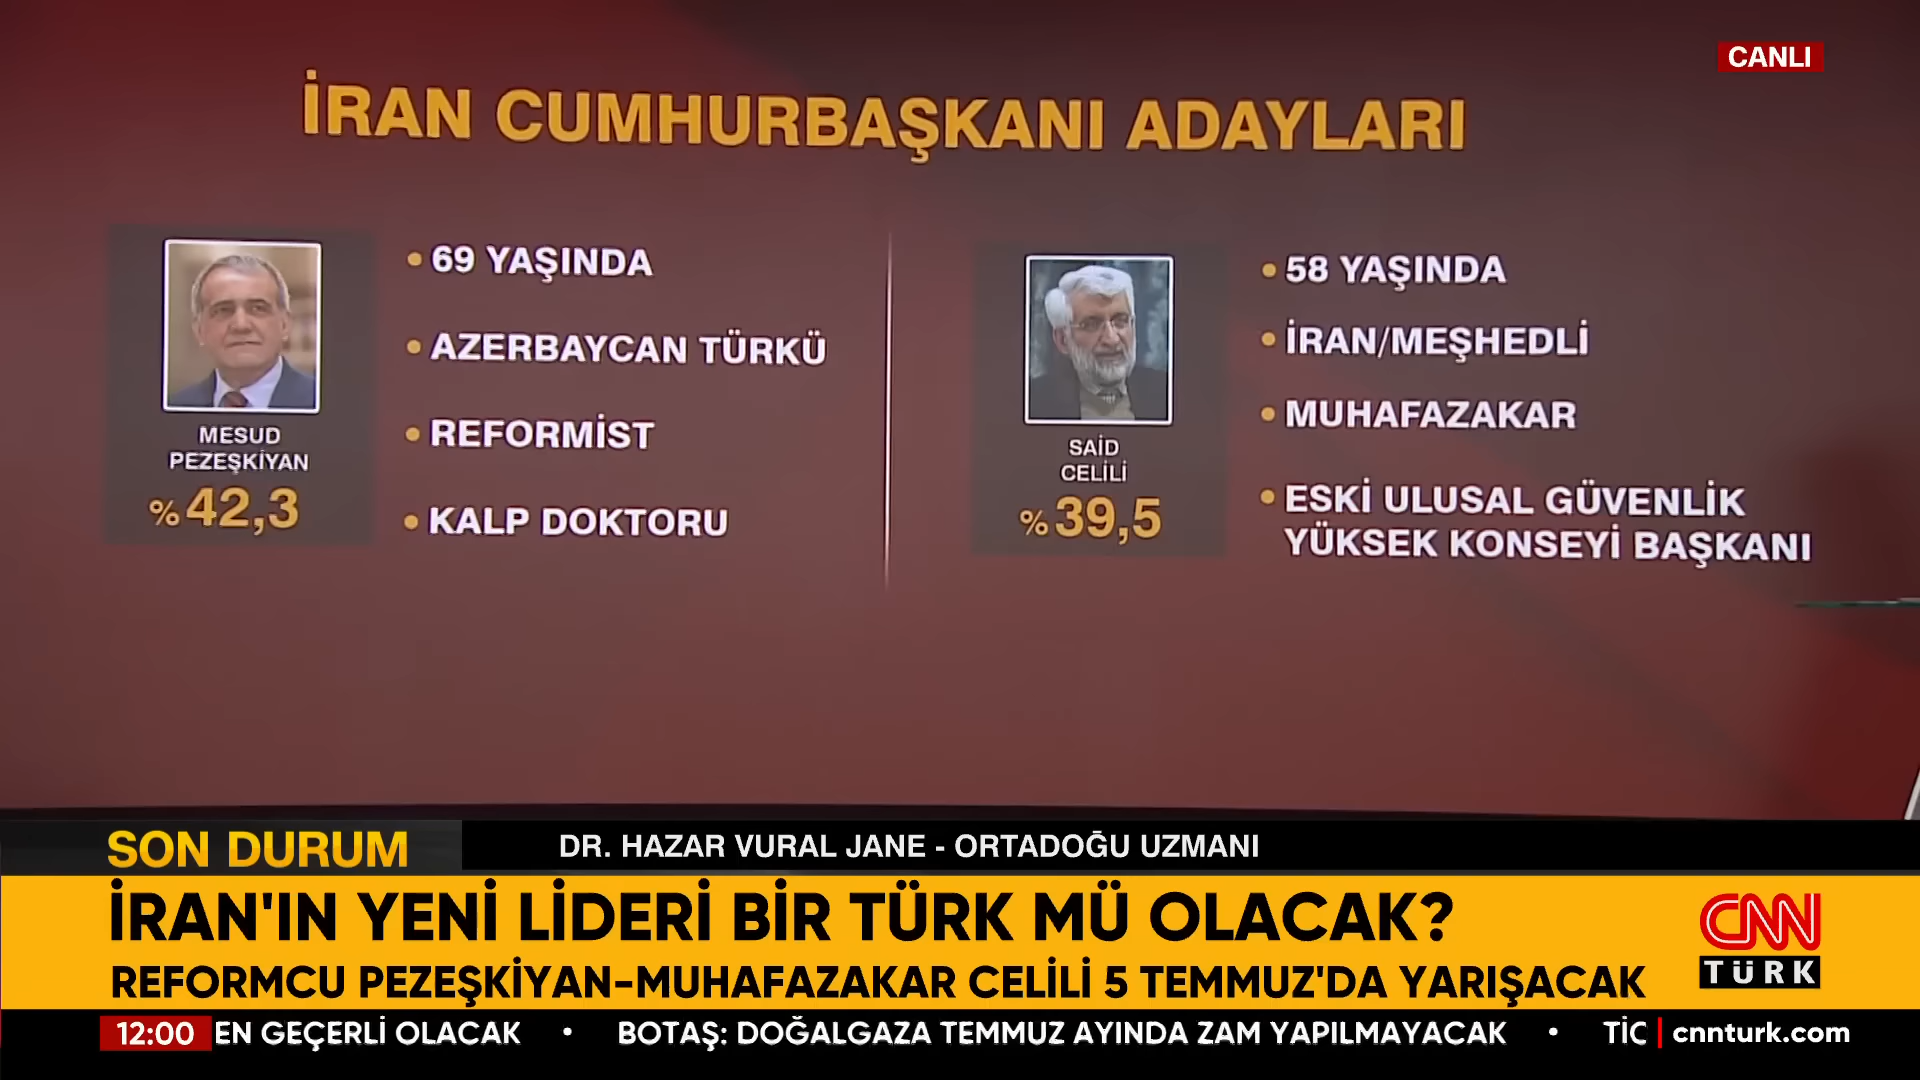 CANLI
İRAN CUMHURBAŞKANI ADAYLARI
MESUD
PEZEŞKİYAN
%42,3
• 69 YAŞINDA
• AZERBAYCAN TÜRKÜ
• REFORMİST
• KALP DOKTORU
SAİD
CELİLİ
%39,5
• 58 YAŞINDA
• İRAN/MEŞHEDLİ
• MUHAFAZAKAR
• ESKİ ULUSAL GÜVENLİK
YÜKSEK KONSEYİ BAŞKANI
SON DURUM
DR. HAZAR VURAL JANE - ORTADOĞU UZMANI
İRAN'IN YENİ LİDERİ BİR TÜRK MÜ OLACAK?
REFORMCU PEZEŞKİYAN-MUHAFAZAKAR CELİLİ 5 TEMMUZ'DA YARIŞACAK
CNN
TÜRK
12:00 EN GEÇERLİ OLACAK • BOTAŞ: DOĞALGAZA TEMMUZ AYINDA ZAM YAPILMAYACAK • TİC cnnturk.com